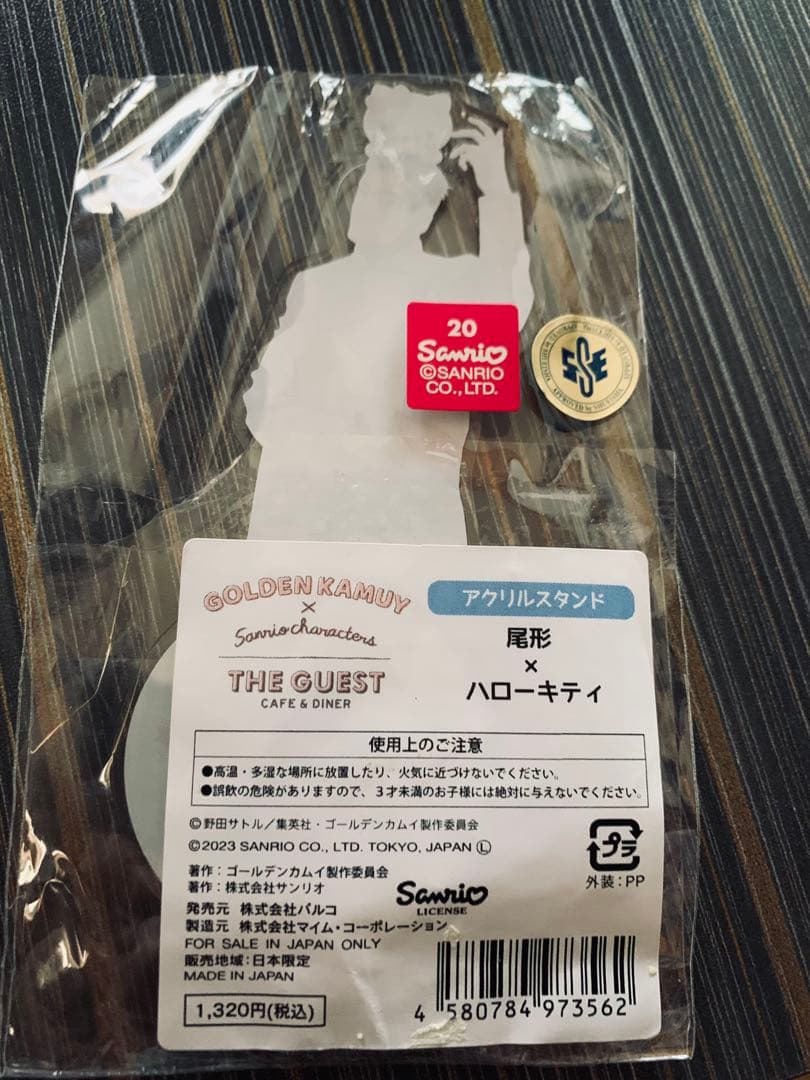 20
Sanrio
©SANRIO
CO.,LTD.
SSE
GOLDEN KAMUY
×
Sanrio characters
THE GUEST
CAFE & DINER
アクリルスタンド
尾形
×
ハローキティ
使用上のご注意
●高温・多湿な場所に放置したり、火気に近づけないでください。
●誤飲の危険がありますので、3才未満のお子様には絶対に与えないでください。
©野田サトル/集英社・ゴールデンカムイ製作委員会
©2023 SANRIO CO., LTD. TOKYO, JAPAN Ⓛ
著作:ゴールデンカムイ製作委員会
著作:株式会社サンリオ
発売元 株式会社パルコ
製造元 株式会社マイム・コーポレーション
FOR SALE IN JAPAN ONLY
販売地域:日本限定
MADE IN JAPAN
1,320円(税込)
Sanrio
LICENSE
プラ
外装:PP
4 580784 973562